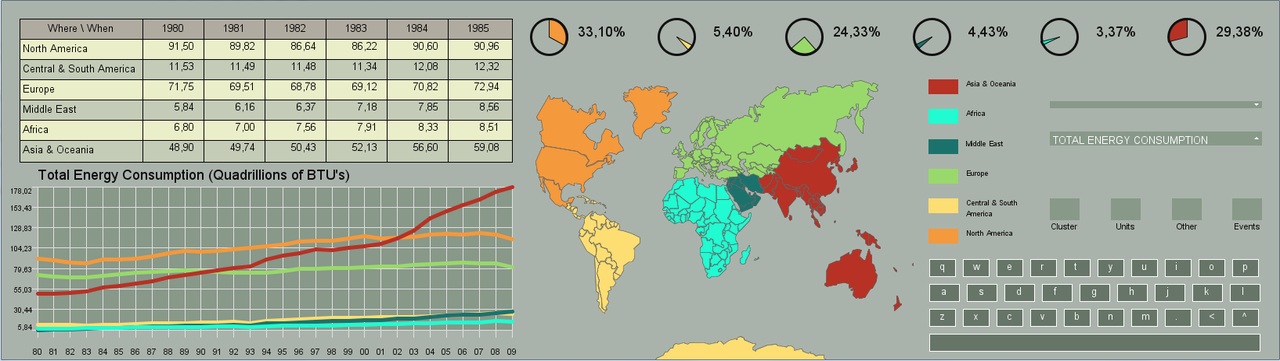 Where \ When 1980 1981 1982 1983 1984 1985
North America 91,50 89,82 86,64 86,22 90,60 90,96
Central & South America 11,53 11,49 11,48 11,34 12,08 12,32
Europe 71,75 69,51 68,78 69,12 70,82 72,94
Middle East 5,84 6,16 6,37 7,18 7,85 8,56
Africa 6,80 7,00 7,56 7,91 8,33 8,51
Asia & Oceania 48,90 49,74 50,43 52,13 56,60 59,08
Total Energy Consumption (Quadrillions of BTU's)
178,02
153,43
128,83
104,23
79,63
55,03
30,44
5,84
80 81 82 83 84 85 86 87 88 89 90 91 92 93 94 95 96 97 98 99 00 01 02 03 04 05 06 07 08 09
33,10% 5,40% 24,33% 4,43% 3,37% 29,38%
Asia & Oceania
Africa
Middle East
Europe
Central & South
America
North America
TOTAL ENERGY CONSUMPTION
Cluster Units Other Events
q w e r t y u i o p
a s d f g h j k l
z x c v b n m . < ^